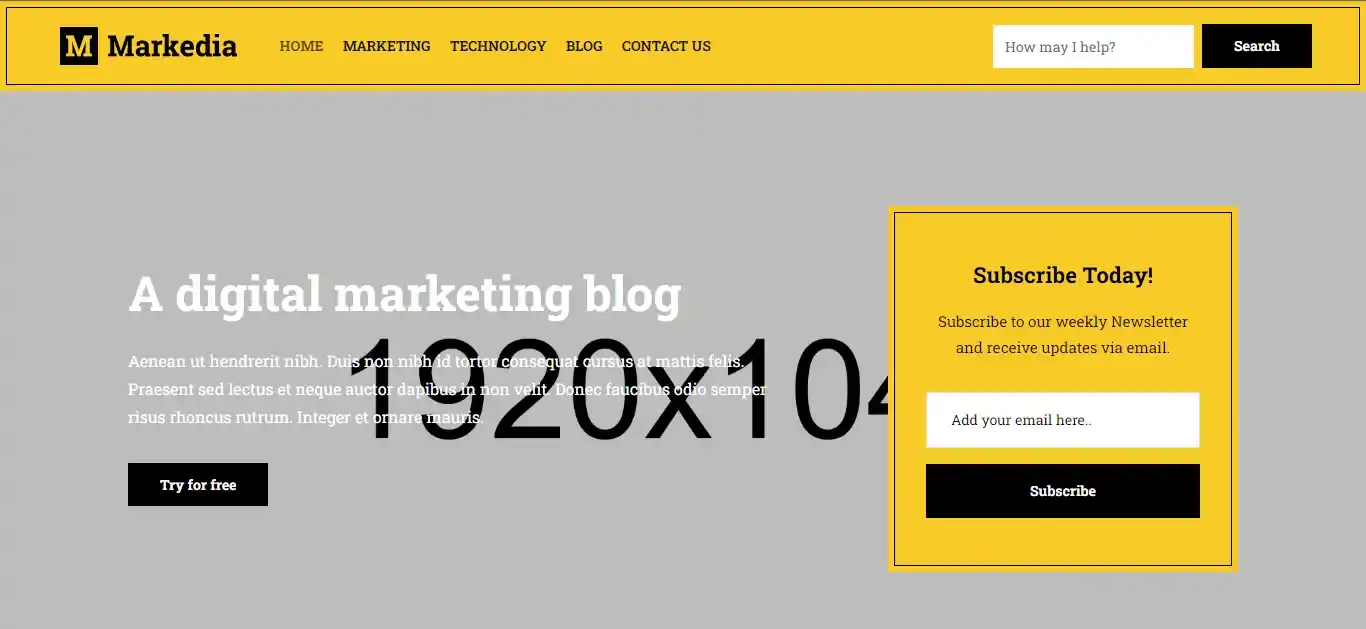 M Markedia HOME MARKETING TECHNOLOGY BLOG CONTACT US How may I help? Search
A digital marketing blog
Aenean ut hendrerit nibh. Duis non nibh id tortor consequat cursus at mattis felis.
Praesent sed lectus et neque auctor dapibus in non velit. Donec faucibus odio semper
risus rhoncus rutrum. Integer et ornare mauris.
Try for free
1920x104
Subscribe Today!
Subscribe to our weekly Newsletter
and receive updates via email.
Add your email here..
Subscribe